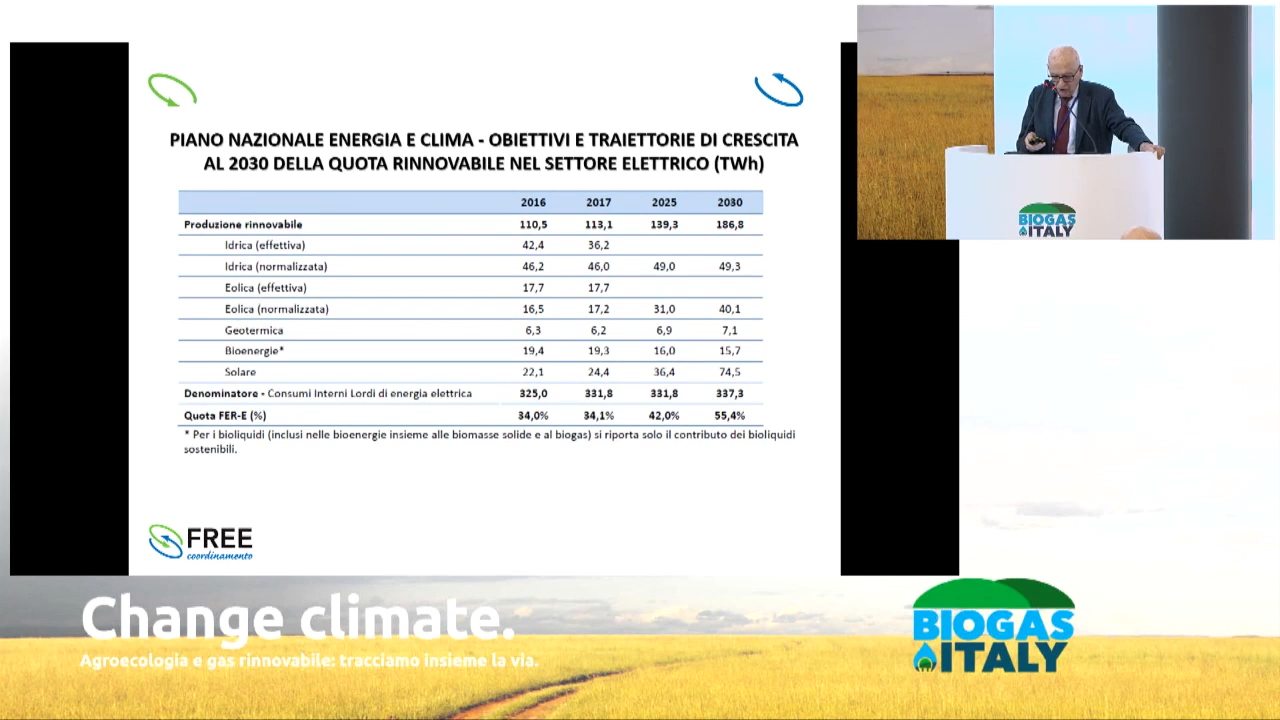 PIANO NAZIONALE ENERGIA E CLIMA - OBIETTIVI E TRAIETTORIE DI CRESCITA
AL 2030 DELLA QUOTA RINNOVABILE NEL SETTORE ELETTRICO (TWh)
2016 2017 2025 2030
Produzione rinnovabile 110,5 113,1 139,3 186,8
Idrica (effettiva) 42,4 36,2
Idrica (normalizzata) 46,2 46,0 49,0 49,3
Eolica (effettiva) 17,7 17,7
Eolica (normalizzata) 16,5 17,2 31,0 40,1
Geotermica 6,3 6,2 6,9 7,1
Bioenergie* 19,4 19,3 16,0 15,7
Solare 22,1 24,4 36,4 74,5
Denominatore - Consumi Interni Lordi di energia elettrica 325,0 331,8 331,8 337,3
Quota FER-E (%) 34,0% 34,1% 42,0% 55,4%
* Per i bioliquidi (inclusi nelle bioenergie insieme alle biomasse solide e al biogas) si riporta solo il contributo dei bioliquidi
sostenibili.
FREE
coordinamento
BIOGAS
ITALY
Change climate.
Agroecologia e gas rinnovabile: tracciamo insieme la via.
BIOGAS
ITALY